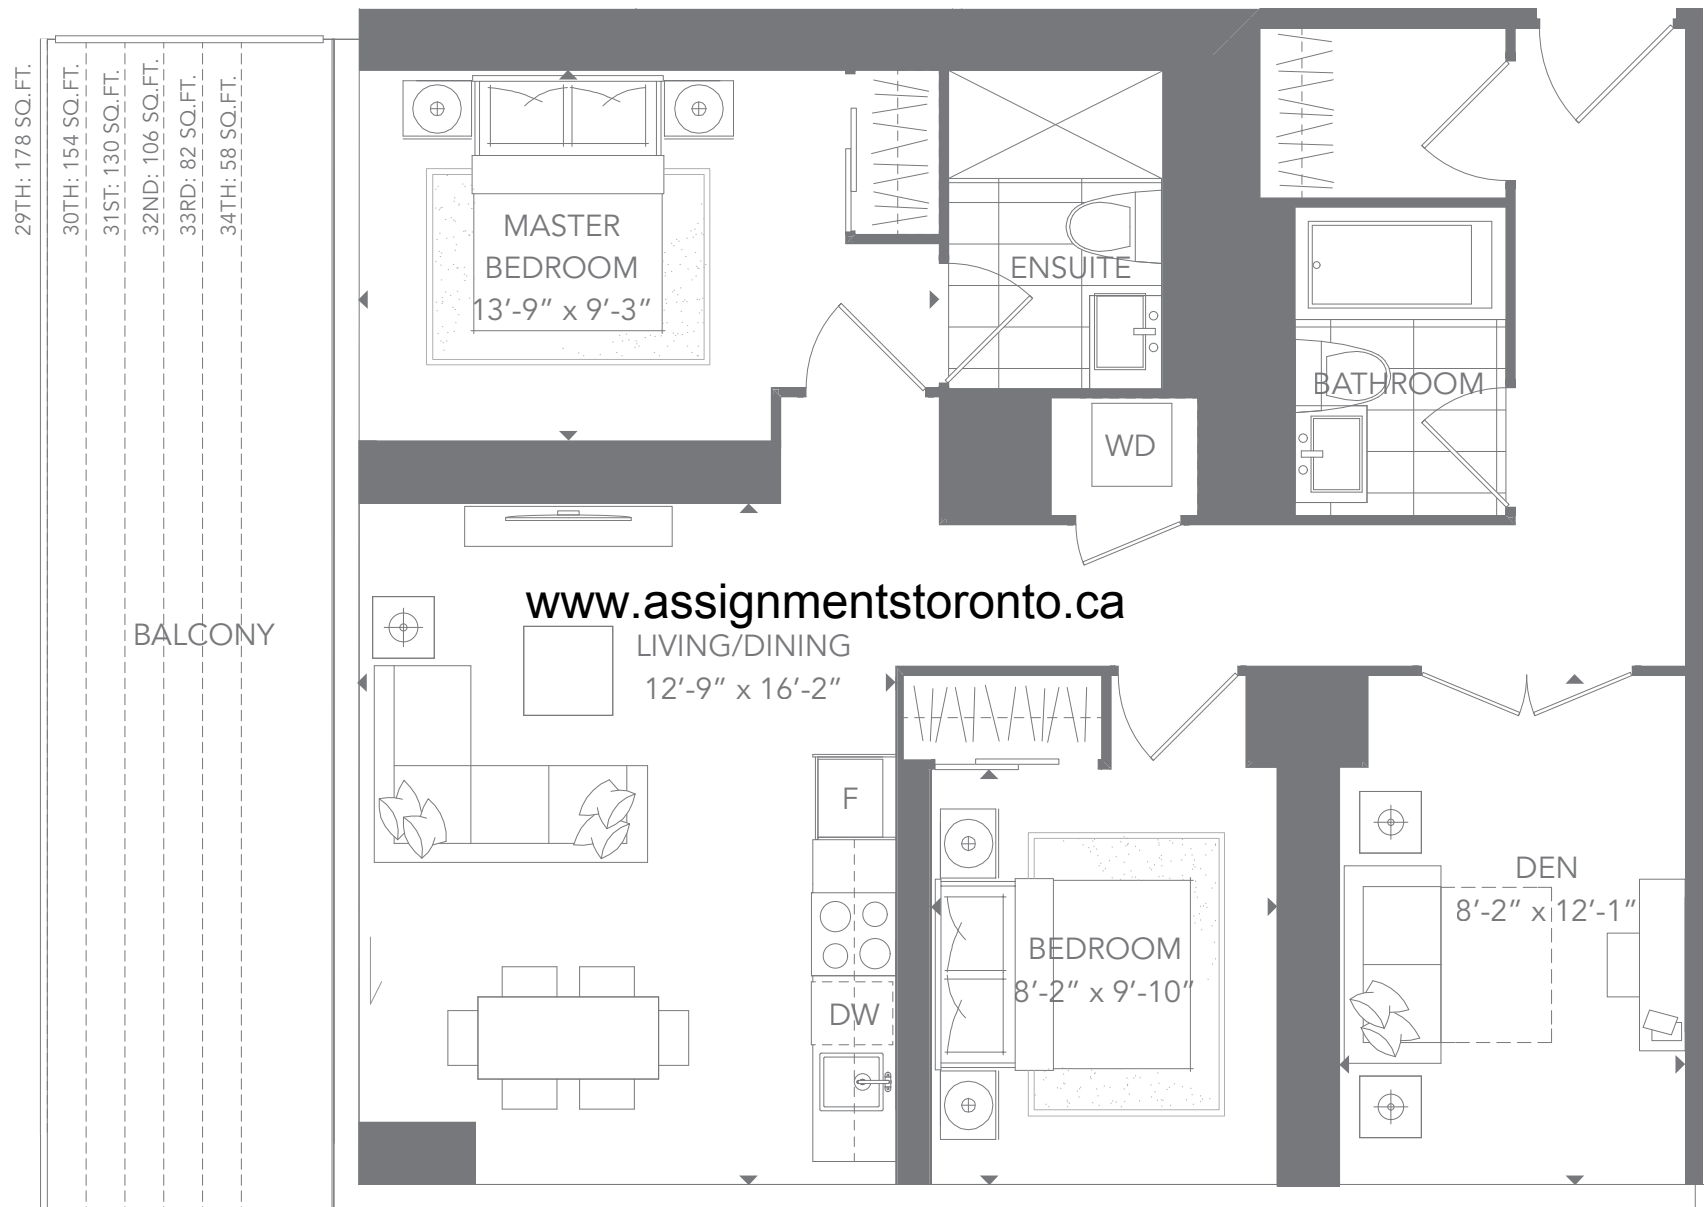 29TH: 178 SQ.FT.
30TH: 154 SQ.FT.
31ST: 130 SQ.FT.
32ND: 106 SQ.FT.
33RD: 82 SQ.FT.
34TH: 58 SQ.FT.
BALCONY
MASTER
BEDROOM
13'-9" x 9'-3"
ENSUITE
BATHROOM
WD
www.assignmentstoronto.ca
LIVING/DINING
12'-9" x 16'-2"
F
DW
BEDROOM
8'-2" x 9'-10"
DEN
8'-2" x 12'-1"